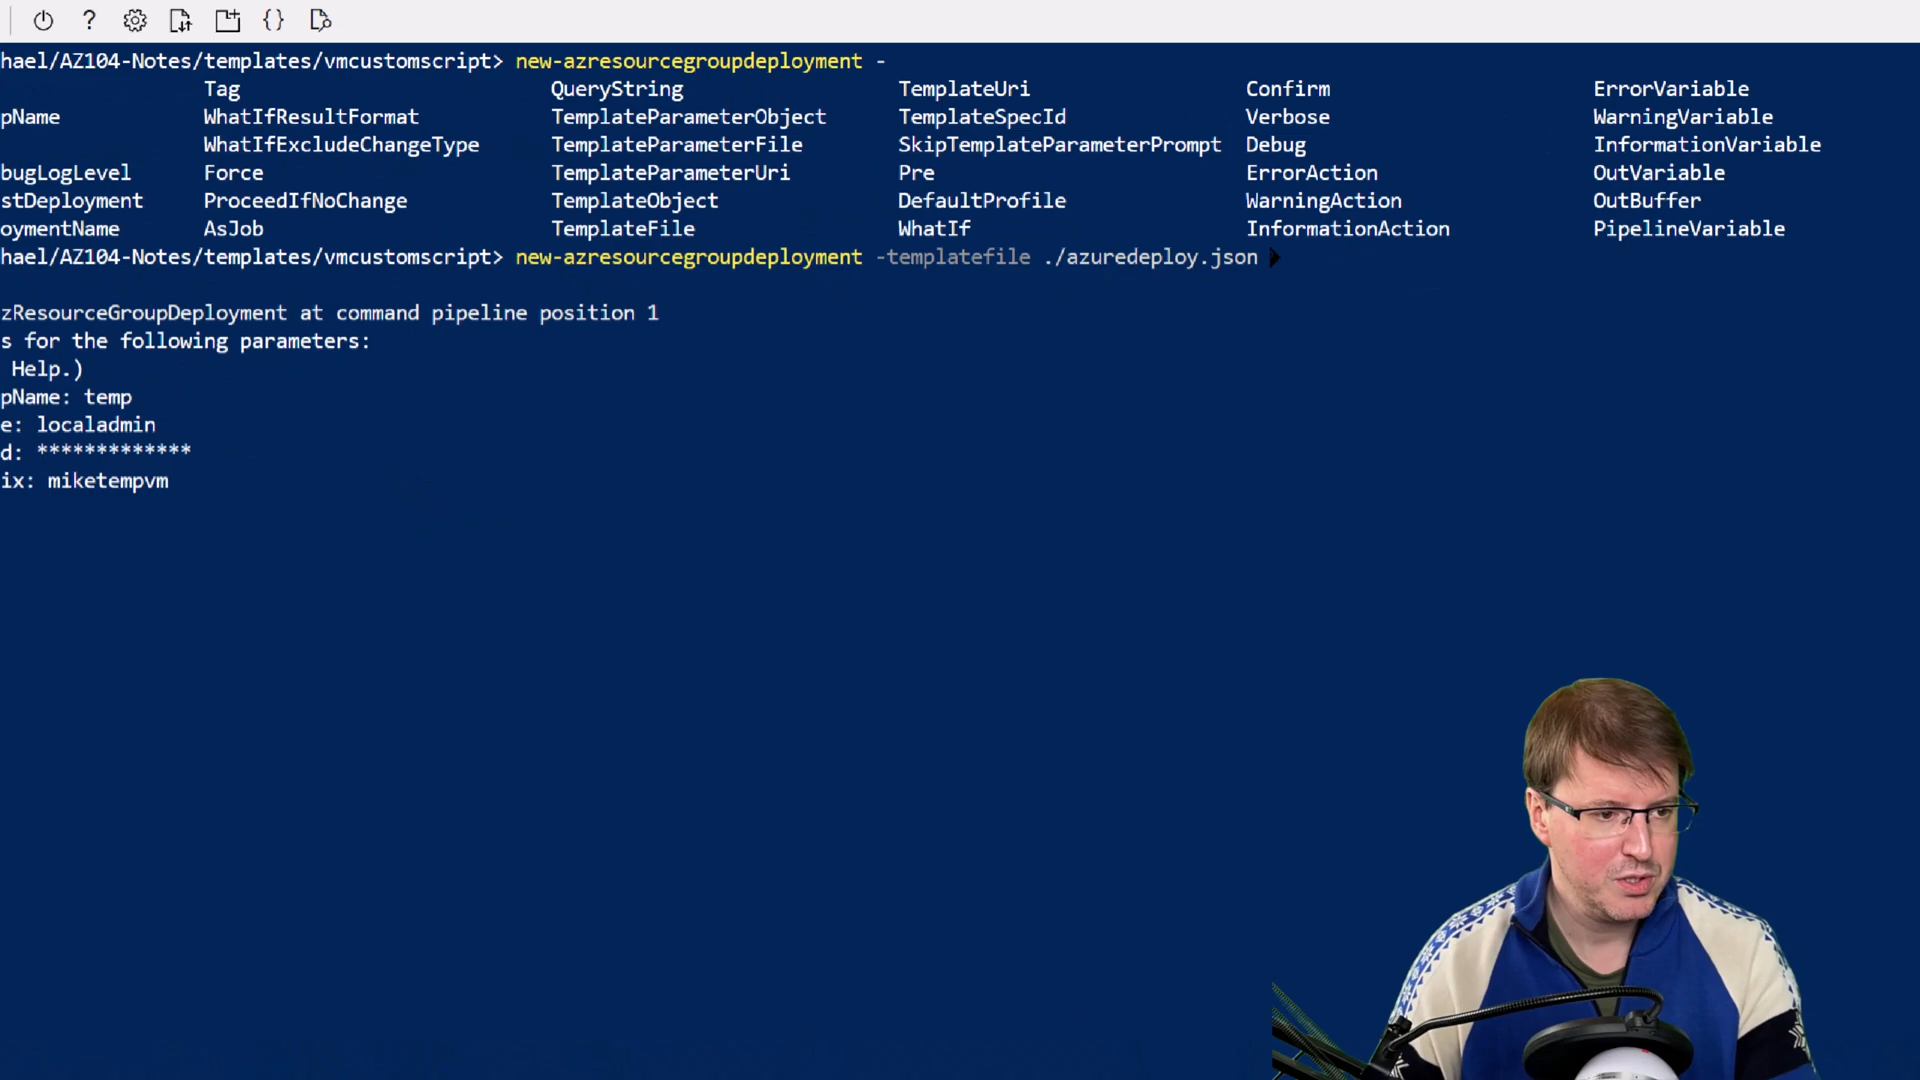 hael/AZ104-Notes/templates/vmcustomscript> new-azresourcegroupdeployment -
Tag QueryString TemplateUri Confirm ErrorVariable
pName WhatIfResultFormat TemplateParameterObject TemplateSpecId Verbose WarningVariable
WhatIfExcludeChangeType TemplateParameterFile SkipTemplateParameterPrompt Debug InformationVariable
bugLogLevel Force TemplateParameterUri Pre ErrorAction OutVariable
stDeployment ProceedIfNoChange TemplateObject DefaultProfile WarningAction OutBuffer
oymentName AsJob TemplateFile WhatIf InformationAction PipelineVariable
hael/AZ104-Notes/templates/vmcustomscript> new-azresourcegroupdeployment -templatefile ./azuredeploy.json
zResourceGroupDeployment at command pipeline position 1
s for the following parameters:
Help.)
pName: temp
e: localadmin
d: *************
ix: miketempvm